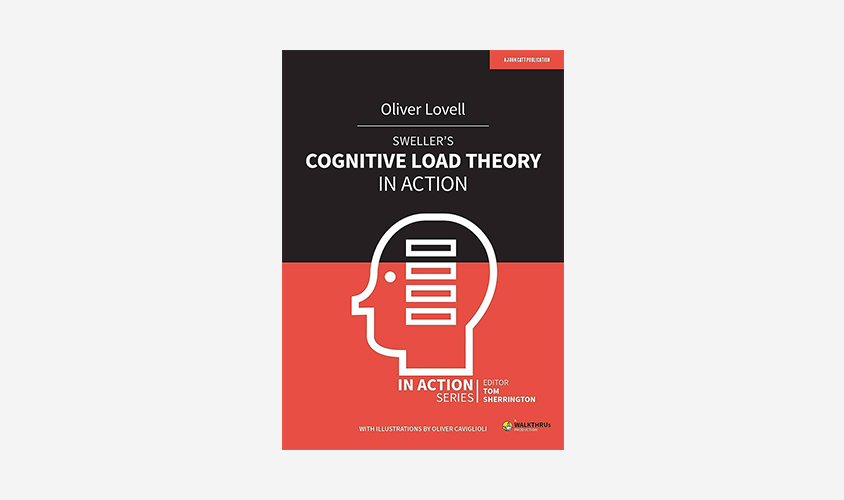 A JOHN CATT PUBLICATION
Oliver Lovell
SWELLER'S
COGNITIVE LOAD THEORY
IN ACTION
IN ACTION
SERIES
EDITOR
TOM
SHERRINGTON
WITH ILLUSTRATIONS BY OLIVER CAVIGLIOLI
A
WALKTHRUs
PRODUCTION